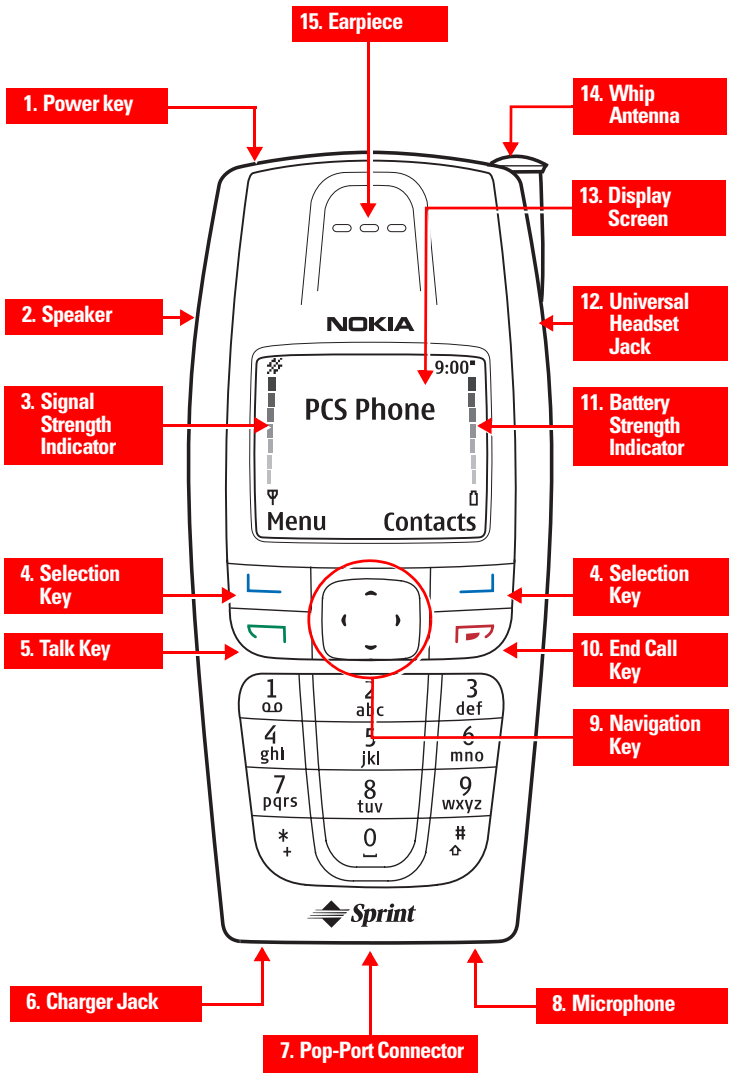 15. Earpiece
1. Power key
14. Whip
Antenna
13. Display
Screen
2. Speaker
12. Universal
Headset
Jack
NOKIA
9:00
PCS Phone
3. Signal
Strength
Indicator
11. Battery
Strength
Indicator
Menu Contacts
4. Selection
Key
4. Selection
Key
5. Talk Key
10. End Call
Key
1 2 3
abc def
9. Navigation
Key
4 5 6
ghi jkl mno
7 8 9
pqrs tuv wxyz
* 0 #
+
Sprint
6. Charger Jack
8. Microphone
7. Pop-Port Connector